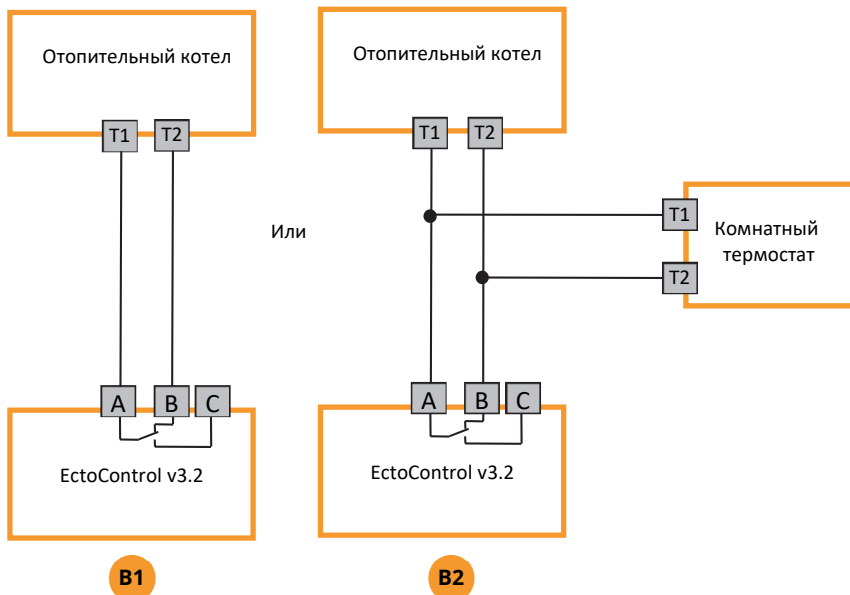 Отопительный котел
T1 T2
A B C
EctoControl v3.2
B1
Или
Отопительный котел
T1 T2
T1
Комнатный
термостат
T2
A B C
EctoControl v3.2
B2